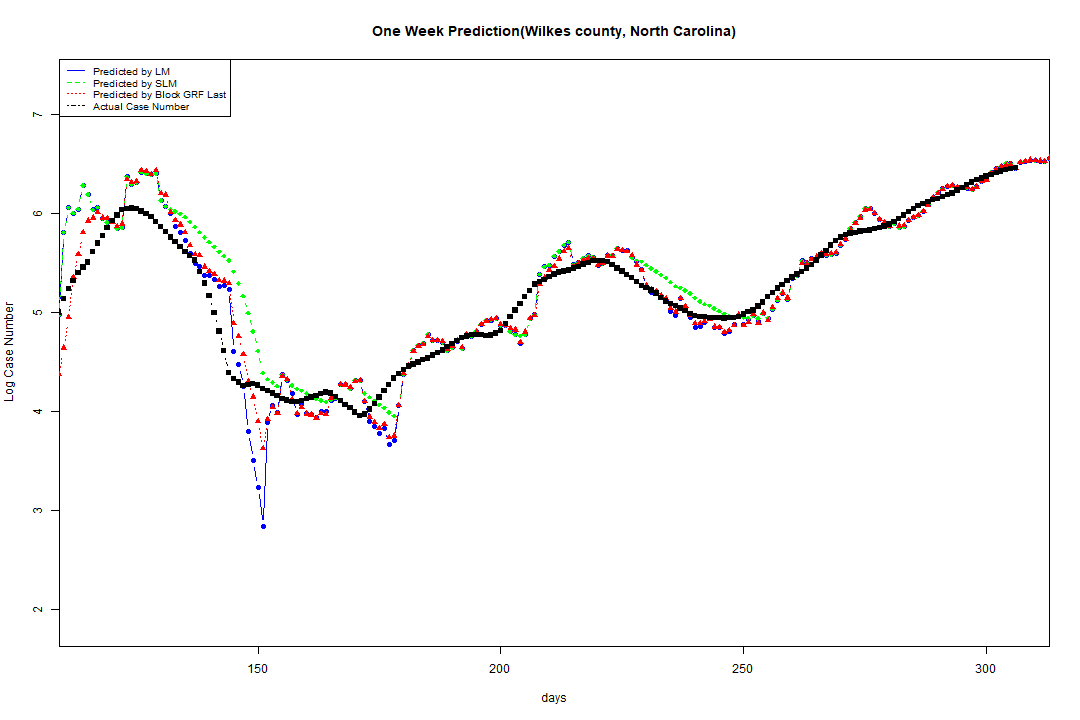 One Week Prediction(Wilkes county, North Carolina)
Predicted by LM
Predicted by SLM
Predicted by Block GRF Last
Actual Case Number
7
6
5
4
3
2
Log Case Number
150 200 250 300
days